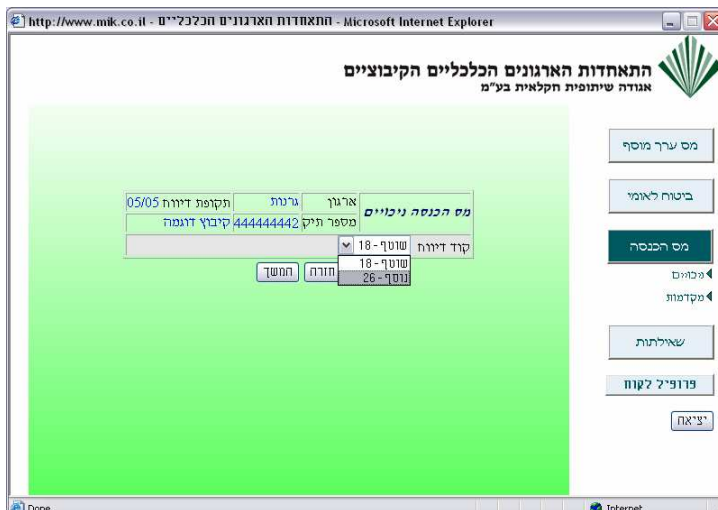 http://www.mik.co.il - התאחדות הארגונים הכלכליים - Microsoft Internet Explorer
התאחדות הארגונים הכלכליים הקיבוציים
אגודה שיתופית חקלאית בע"מ
מס ערך מוסף
ביטוח לאומי
מס הכנסה
ניכויים
מקדמות
שאילתות
פרופיל לקוח
יציאה
מס הכנסה ניכויים
ארגון גרנות תקופת דיווח 05/05
מספר תיק 444444442 קיבוץ דוגמה
קוד דיווח שוטף - 18
שוטף - 18
נוסף - 26
חזרה המשך
Done Internet